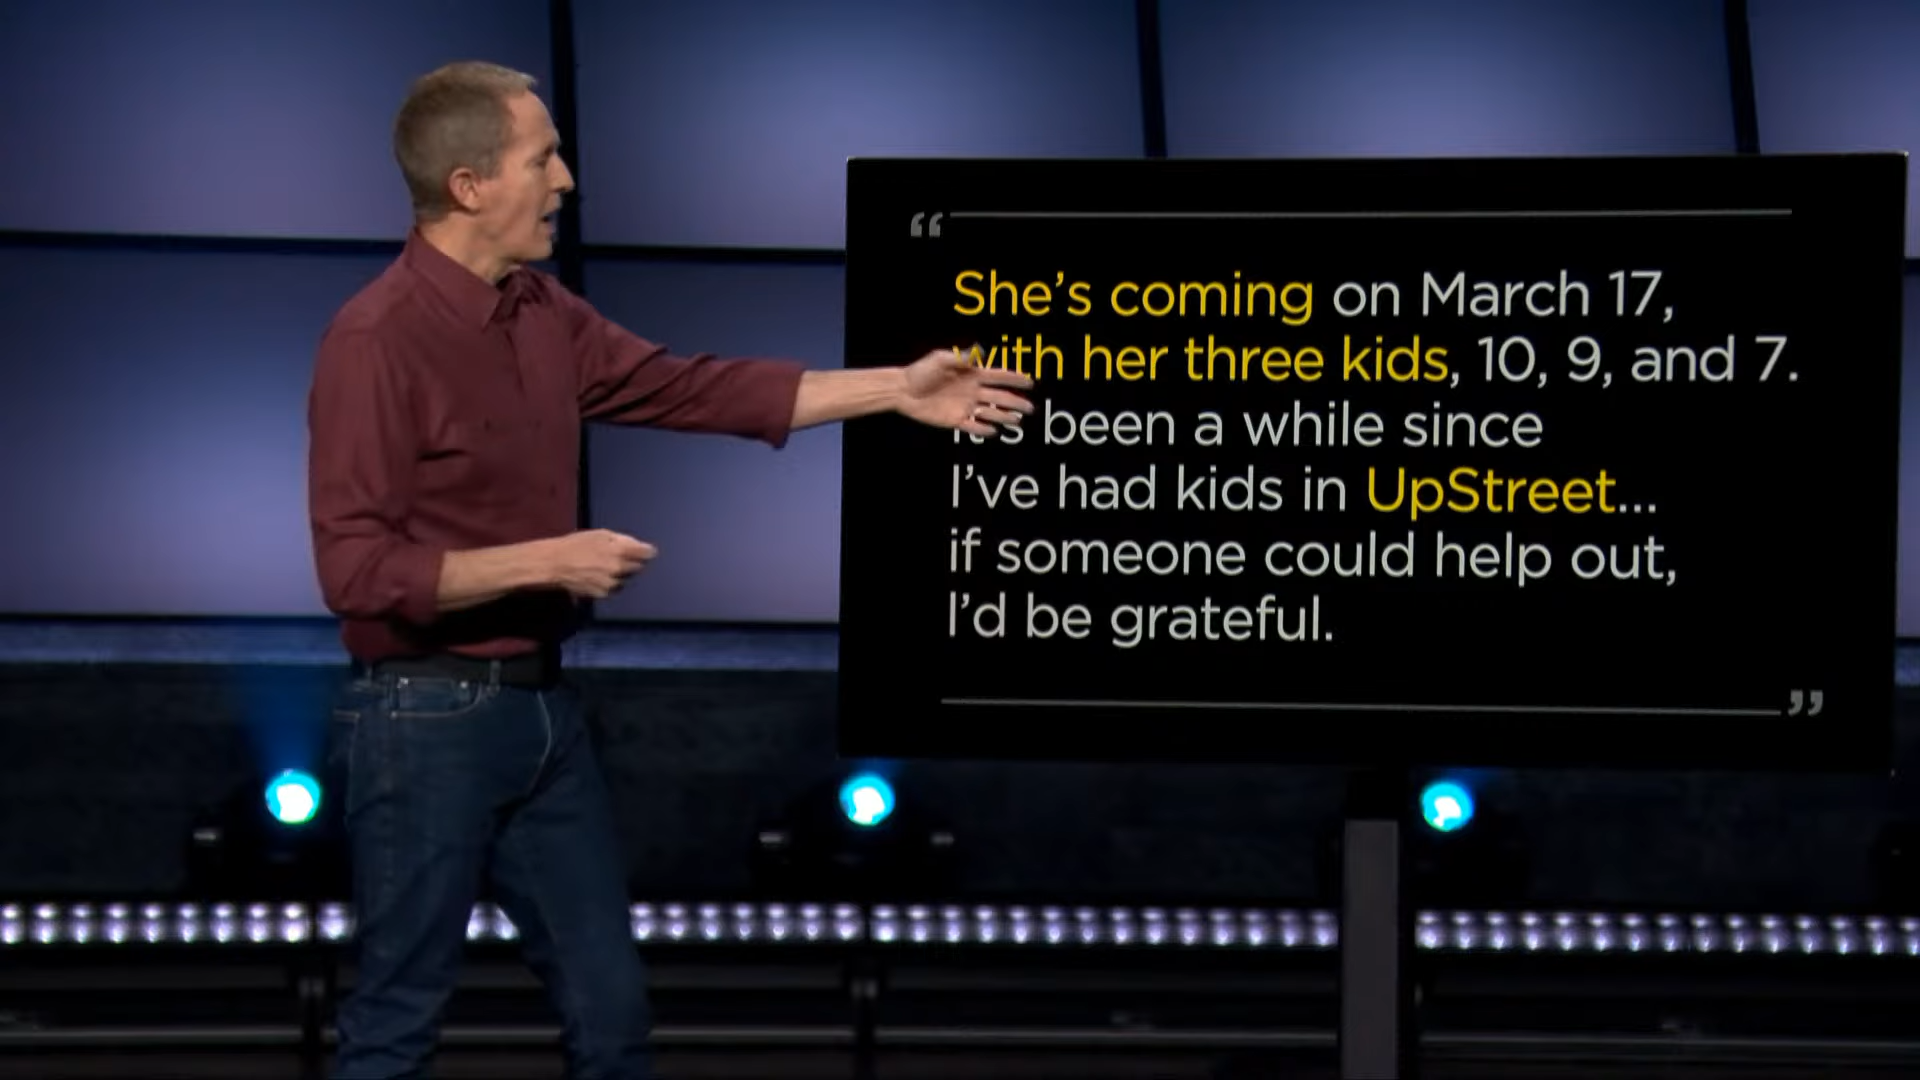 “
She’s coming on March 17,
with her three kids, 10, 9, and 7.
It’s been a while since
I’ve had kids in UpStreet...
if someone could help out,
I’d be grateful.
”